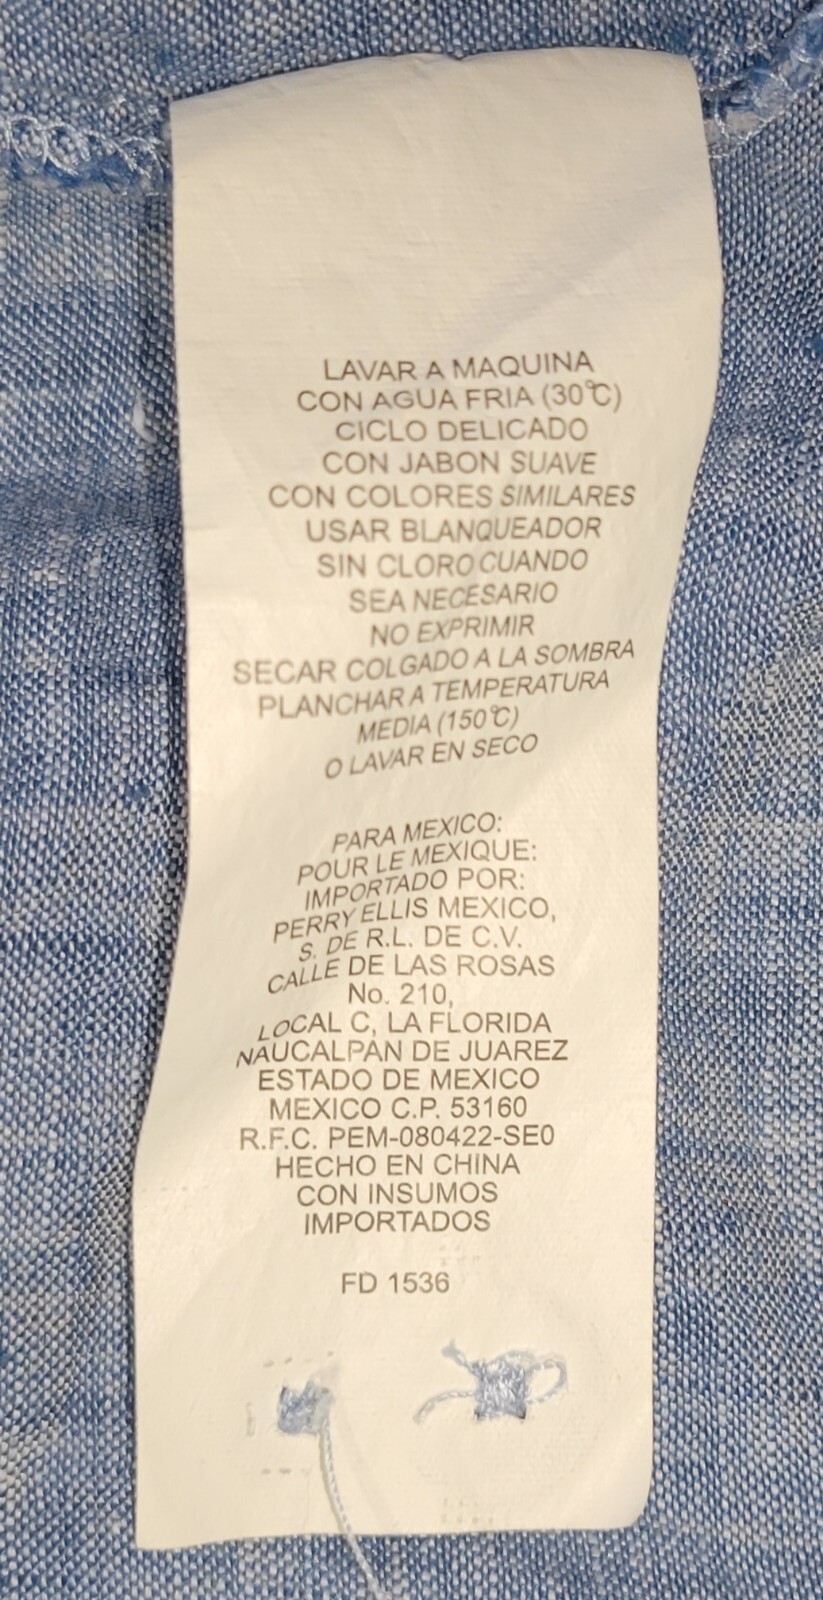 LAVAR A MAQUINA
CON AGUA FRIA (30°C)
CICLO DELICADO
CON JABON SUAVE
CON COLORES SIMILARES
USAR BLANQUEADOR
SIN CLORO CUANDO
SEA NECESARIO
NO EXPRIMIR
SECAR COLGADO A LA SOMBRA
PLANCHAR A TEMPERATURA
MEDIA (150°C)
O LAVAR EN SECO
PARA MEXICO:
POUR LE MEXIQUE:
IMPORTADO POR:
PERRY ELLIS MEXICO,
S. DE R.L. DE C.V.
CALLE DE LAS ROSAS
No. 210,
LOCAL C, LA FLORIDA
NAUCALPAN DE JUAREZ
ESTADO DE MEXICO
MEXICO C.P. 53160
R.F.C. PEM-080422-SE0
HECHO EN CHINA
CON INSUMOS
IMPORTADOS
FD 1536